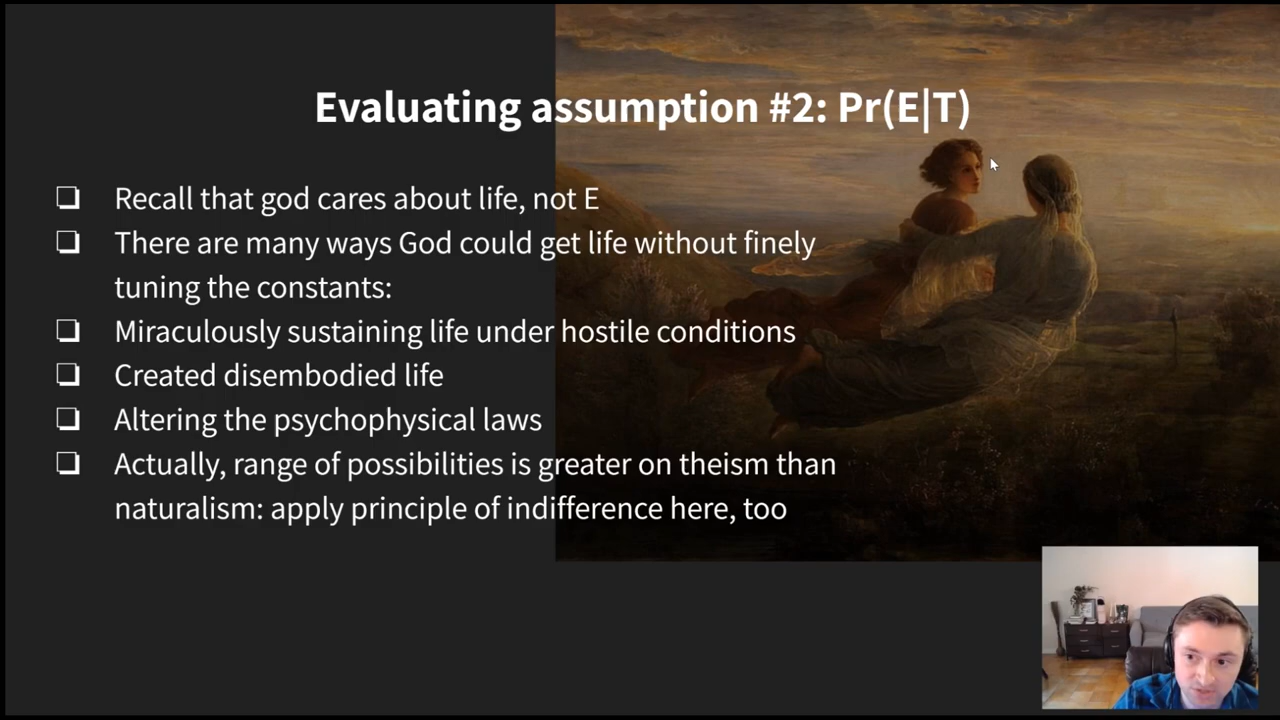 Evaluating assumption #2: Pr(E|T)
❏ Recall that god cares about life, not E
❏ There are many ways God could get life without finely
tuning the constants:
❏ Miraculously sustaining life under hostile conditions
❏ Created disembodied life
❏ Altering the psychophysical laws
❏ Actually, range of possibilities is greater on theism than
naturalism: apply principle of indifference here, too